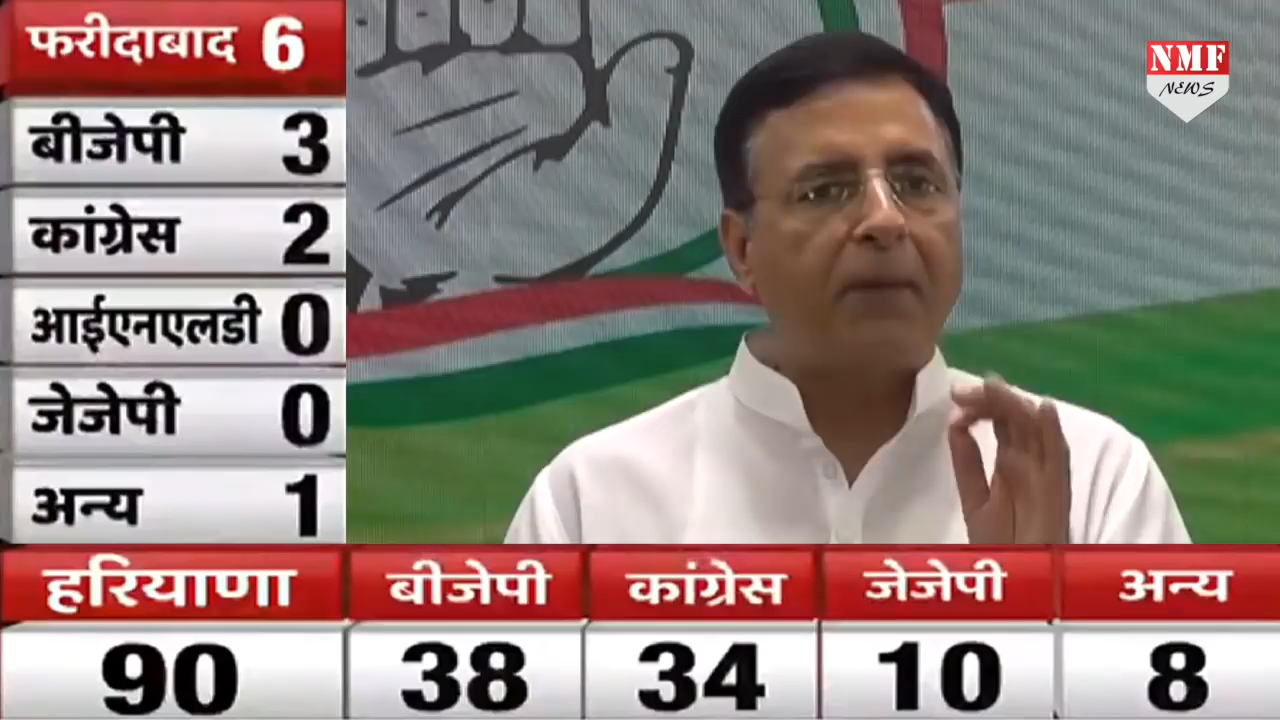 फरीदाबाद 6
बीजेपी 3
कांग्रेस 2
आईएनएलडी 0
जेजेपी 0
अन्य 1
NMF
NEWS
हरियाणा बीजेपी कांग्रेस जेजेपी अन्य
90 38 34 10 8